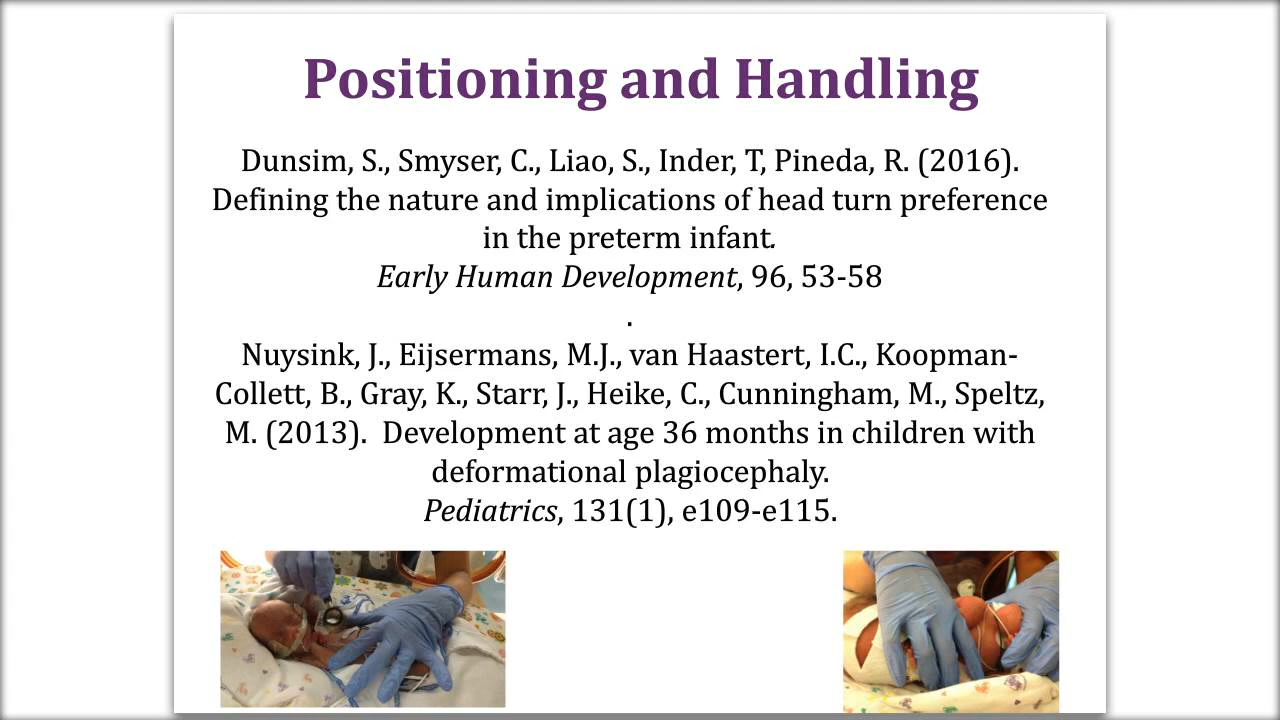 Positioning and Handling
Dunsim, S., Smyser, C., Liao, S., Inder, T, Pineda, R. (2016).
Defining the nature and implications of head turn preference
in the preterm infant.
Early Human Development, 96, 53-58
.
Nuysink, J., Eijsermans, M.J., van Haastert, I.C., Koopman-
Collett, B., Gray, K., Starr, J., Heike, C., Cunningham, M., Speltz,
M. (2013).  Development at age 36 months in children with
deformational plagiocephaly.
Pediatrics, 131(1), e109-e115.